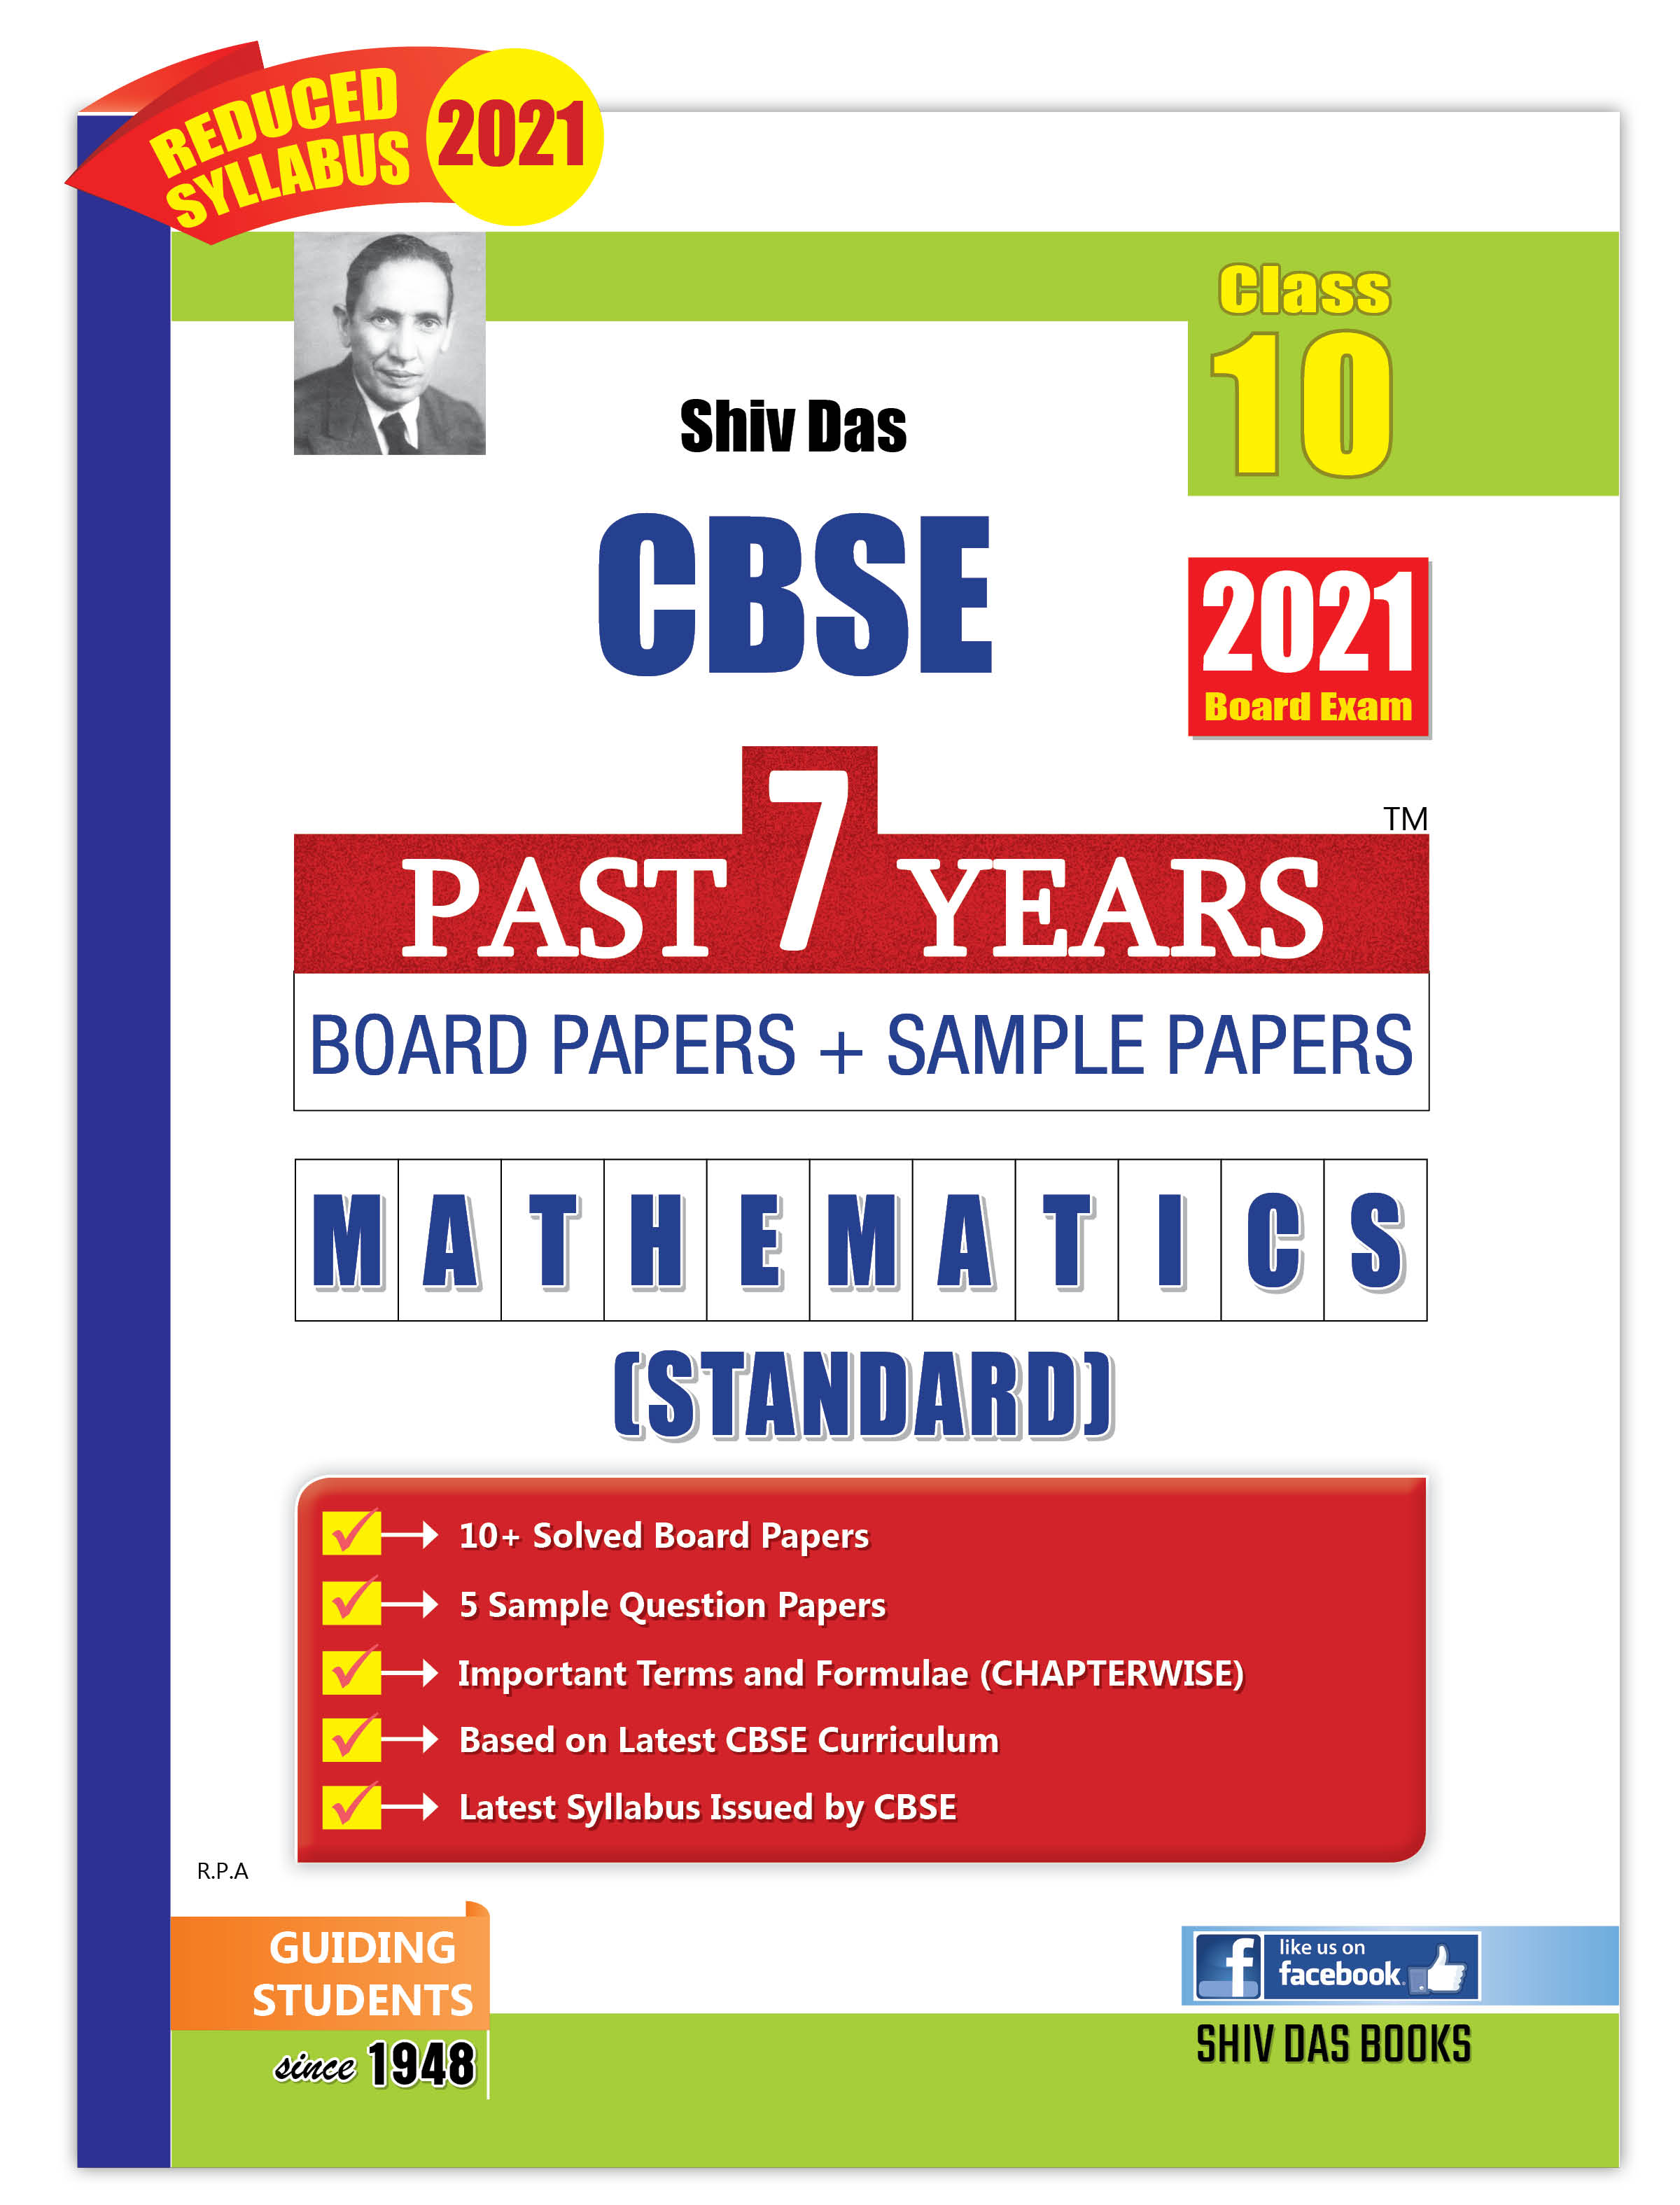 REDUCED
SYLLABUS
2021
Class
10
Shiv Das
CBSE
2021
Board Exam
TM
PAST 7 YEARS
BOARD PAPERS + SAMPLE PAPERS
MATHEMATICS
(STANDARD)
10+ Solved Board Papers
5 Sample Question Papers
Important Terms and Formulae (CHAPTERWISE)
Based on Latest CBSE Curriculum
Latest Syllabus Issued by CBSE
R.P.A
GUIDING
STUDENTS
since 1948
f
like us on
facebook
SHIV DAS BOOKS